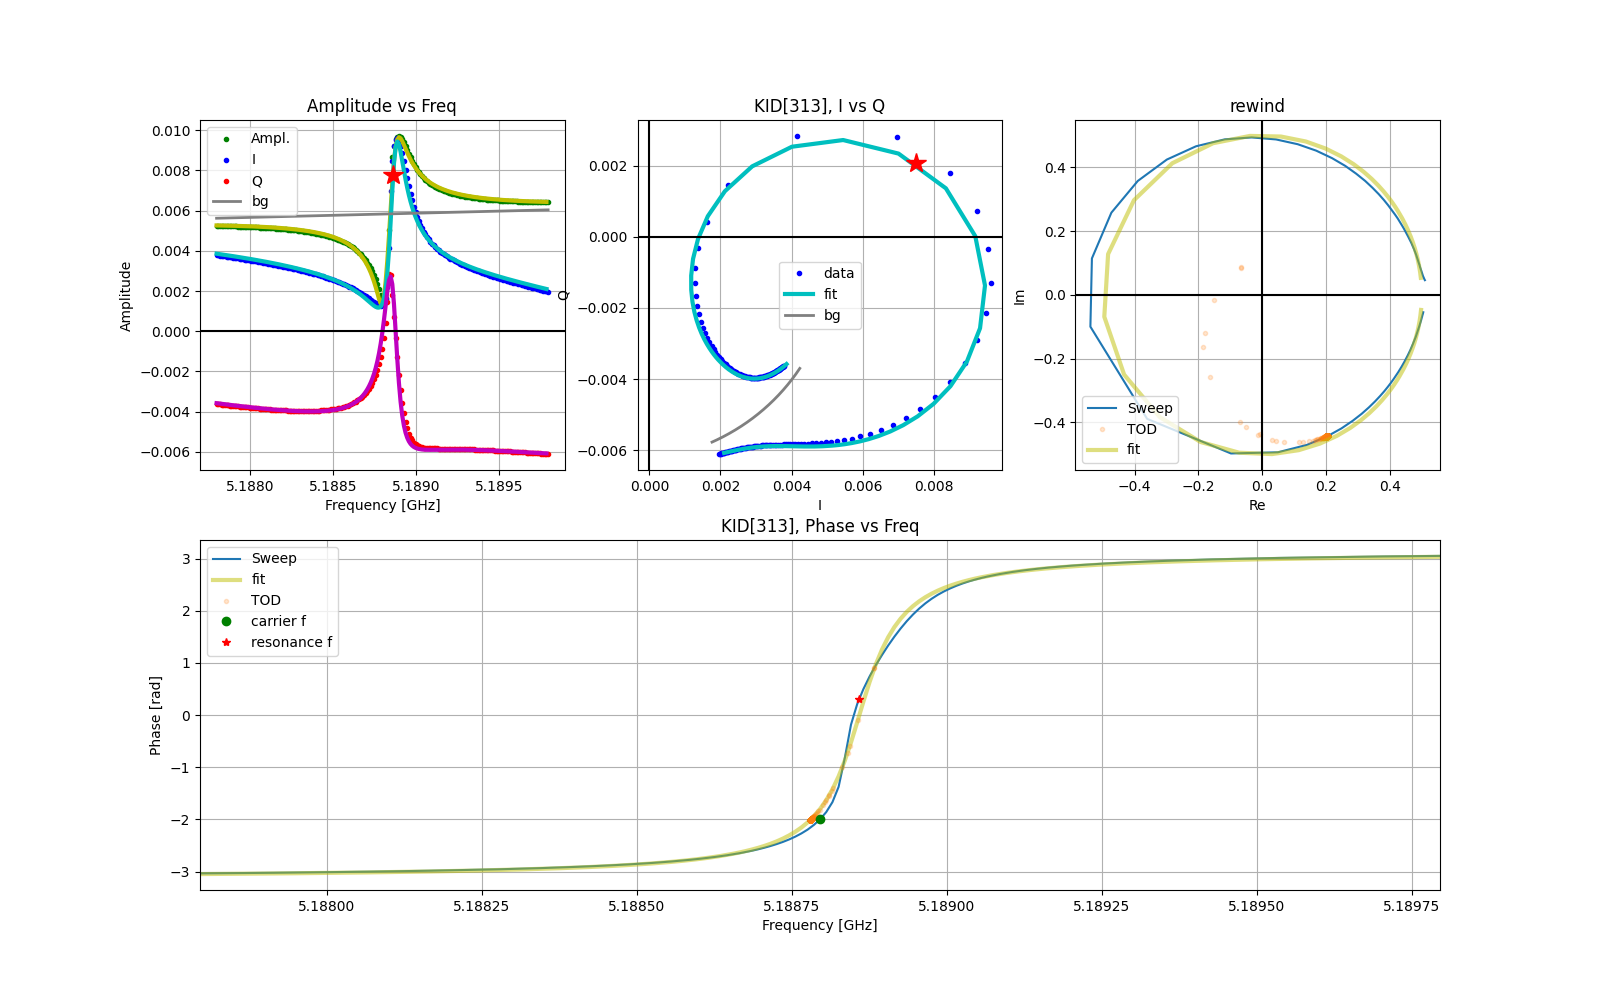 Amplitude vs Freq
Amplitude
0.010
0.008
0.006
0.004
0.002
0.000
−0.002
−0.004
−0.006
Ampl.
I
Q
bg
5.1880
5.1885
5.1890
5.1895
Frequency [GHz]
KID[313], I vs Q
Q
0.002
0.000
−0.002
−0.004
−0.006
data
fit
bg
0.000
0.002
0.004
0.006
0.008
I
rewind
Im
0.4
0.2
0.0
−0.2
−0.4
Sweep
TOD
fit
−0.4
−0.2
0.0
0.2
0.4
Re
KID[313], Phase vs Freq
Phase [rad]
3
2
1
0
−1
−2
−3
Sweep
fit
TOD
carrier f
resonance f
5.18800
5.18825
5.18850
5.18875
5.18900
5.18925
5.18950
5.18975
Frequency [GHz]